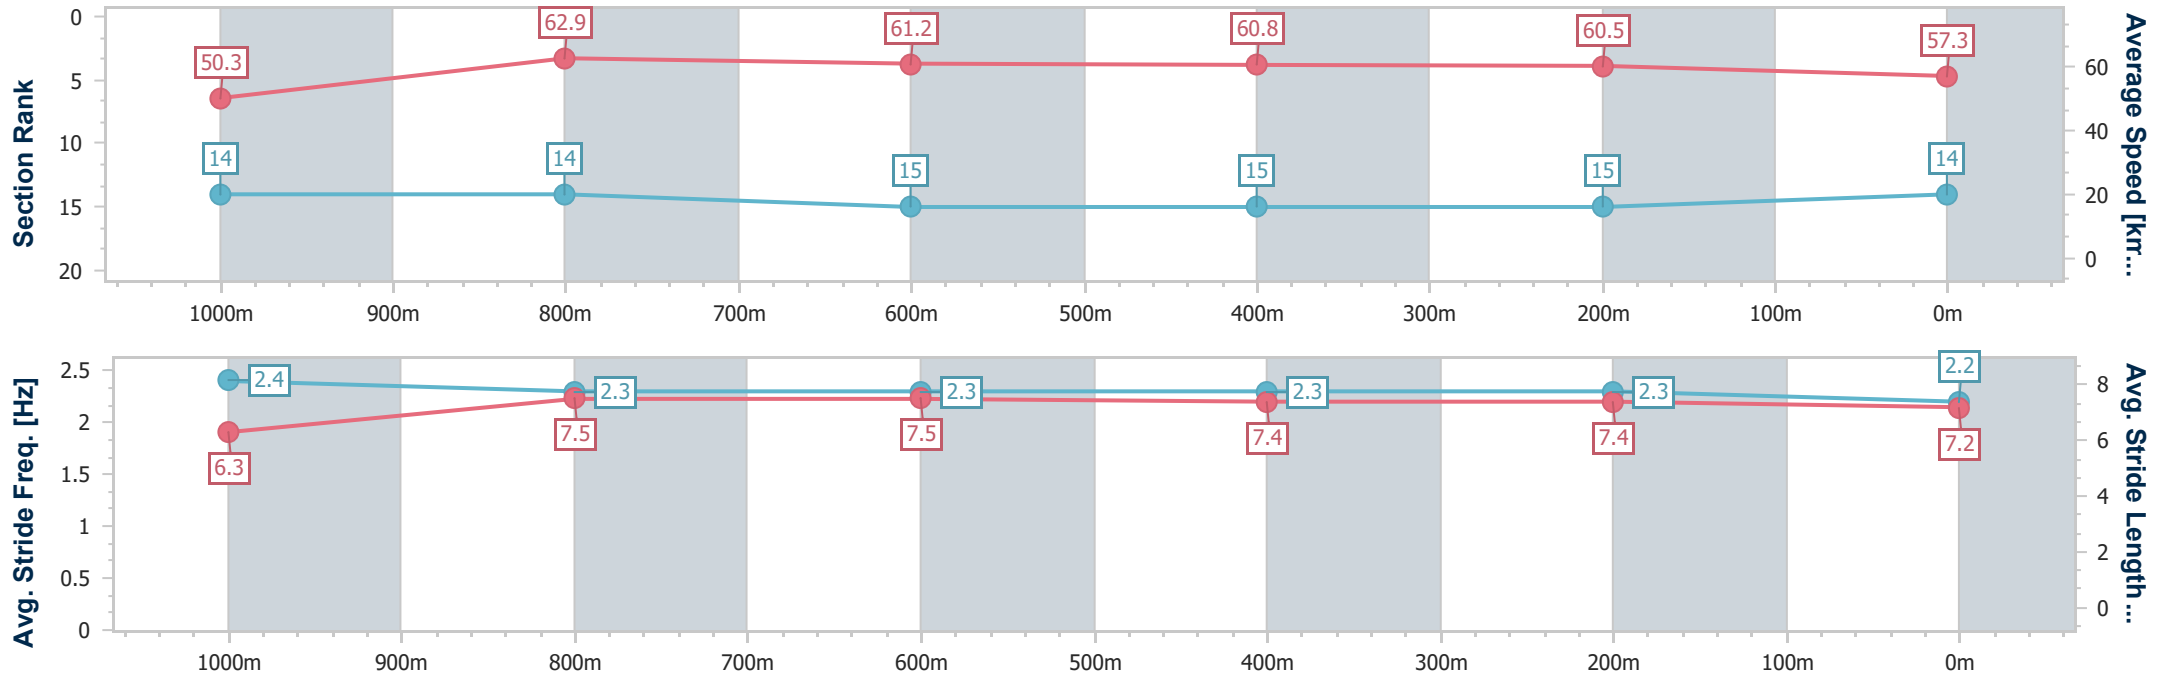 Section Rank
0
5
10
15
20
50.3
62.9
61.2
60.8
60.5
57.3
14
14
15
15
15
14
Average Speed [km...
60
40
20
0
1000m
900m
800m
700m
600m
500m
400m
300m
200m
100m
0m
Avg. Stride Freq. [Hz]
2.5
2
1.5
1
0.5
0
2.4
2.3
2.3
2.3
2.3
2.2
6.3
7.5
7.5
7.4
7.4
7.2
Avg. Stride Length...
8
6
4
2
0
1000m
900m
800m
700m
600m
500m
400m
300m
200m
100m
0m